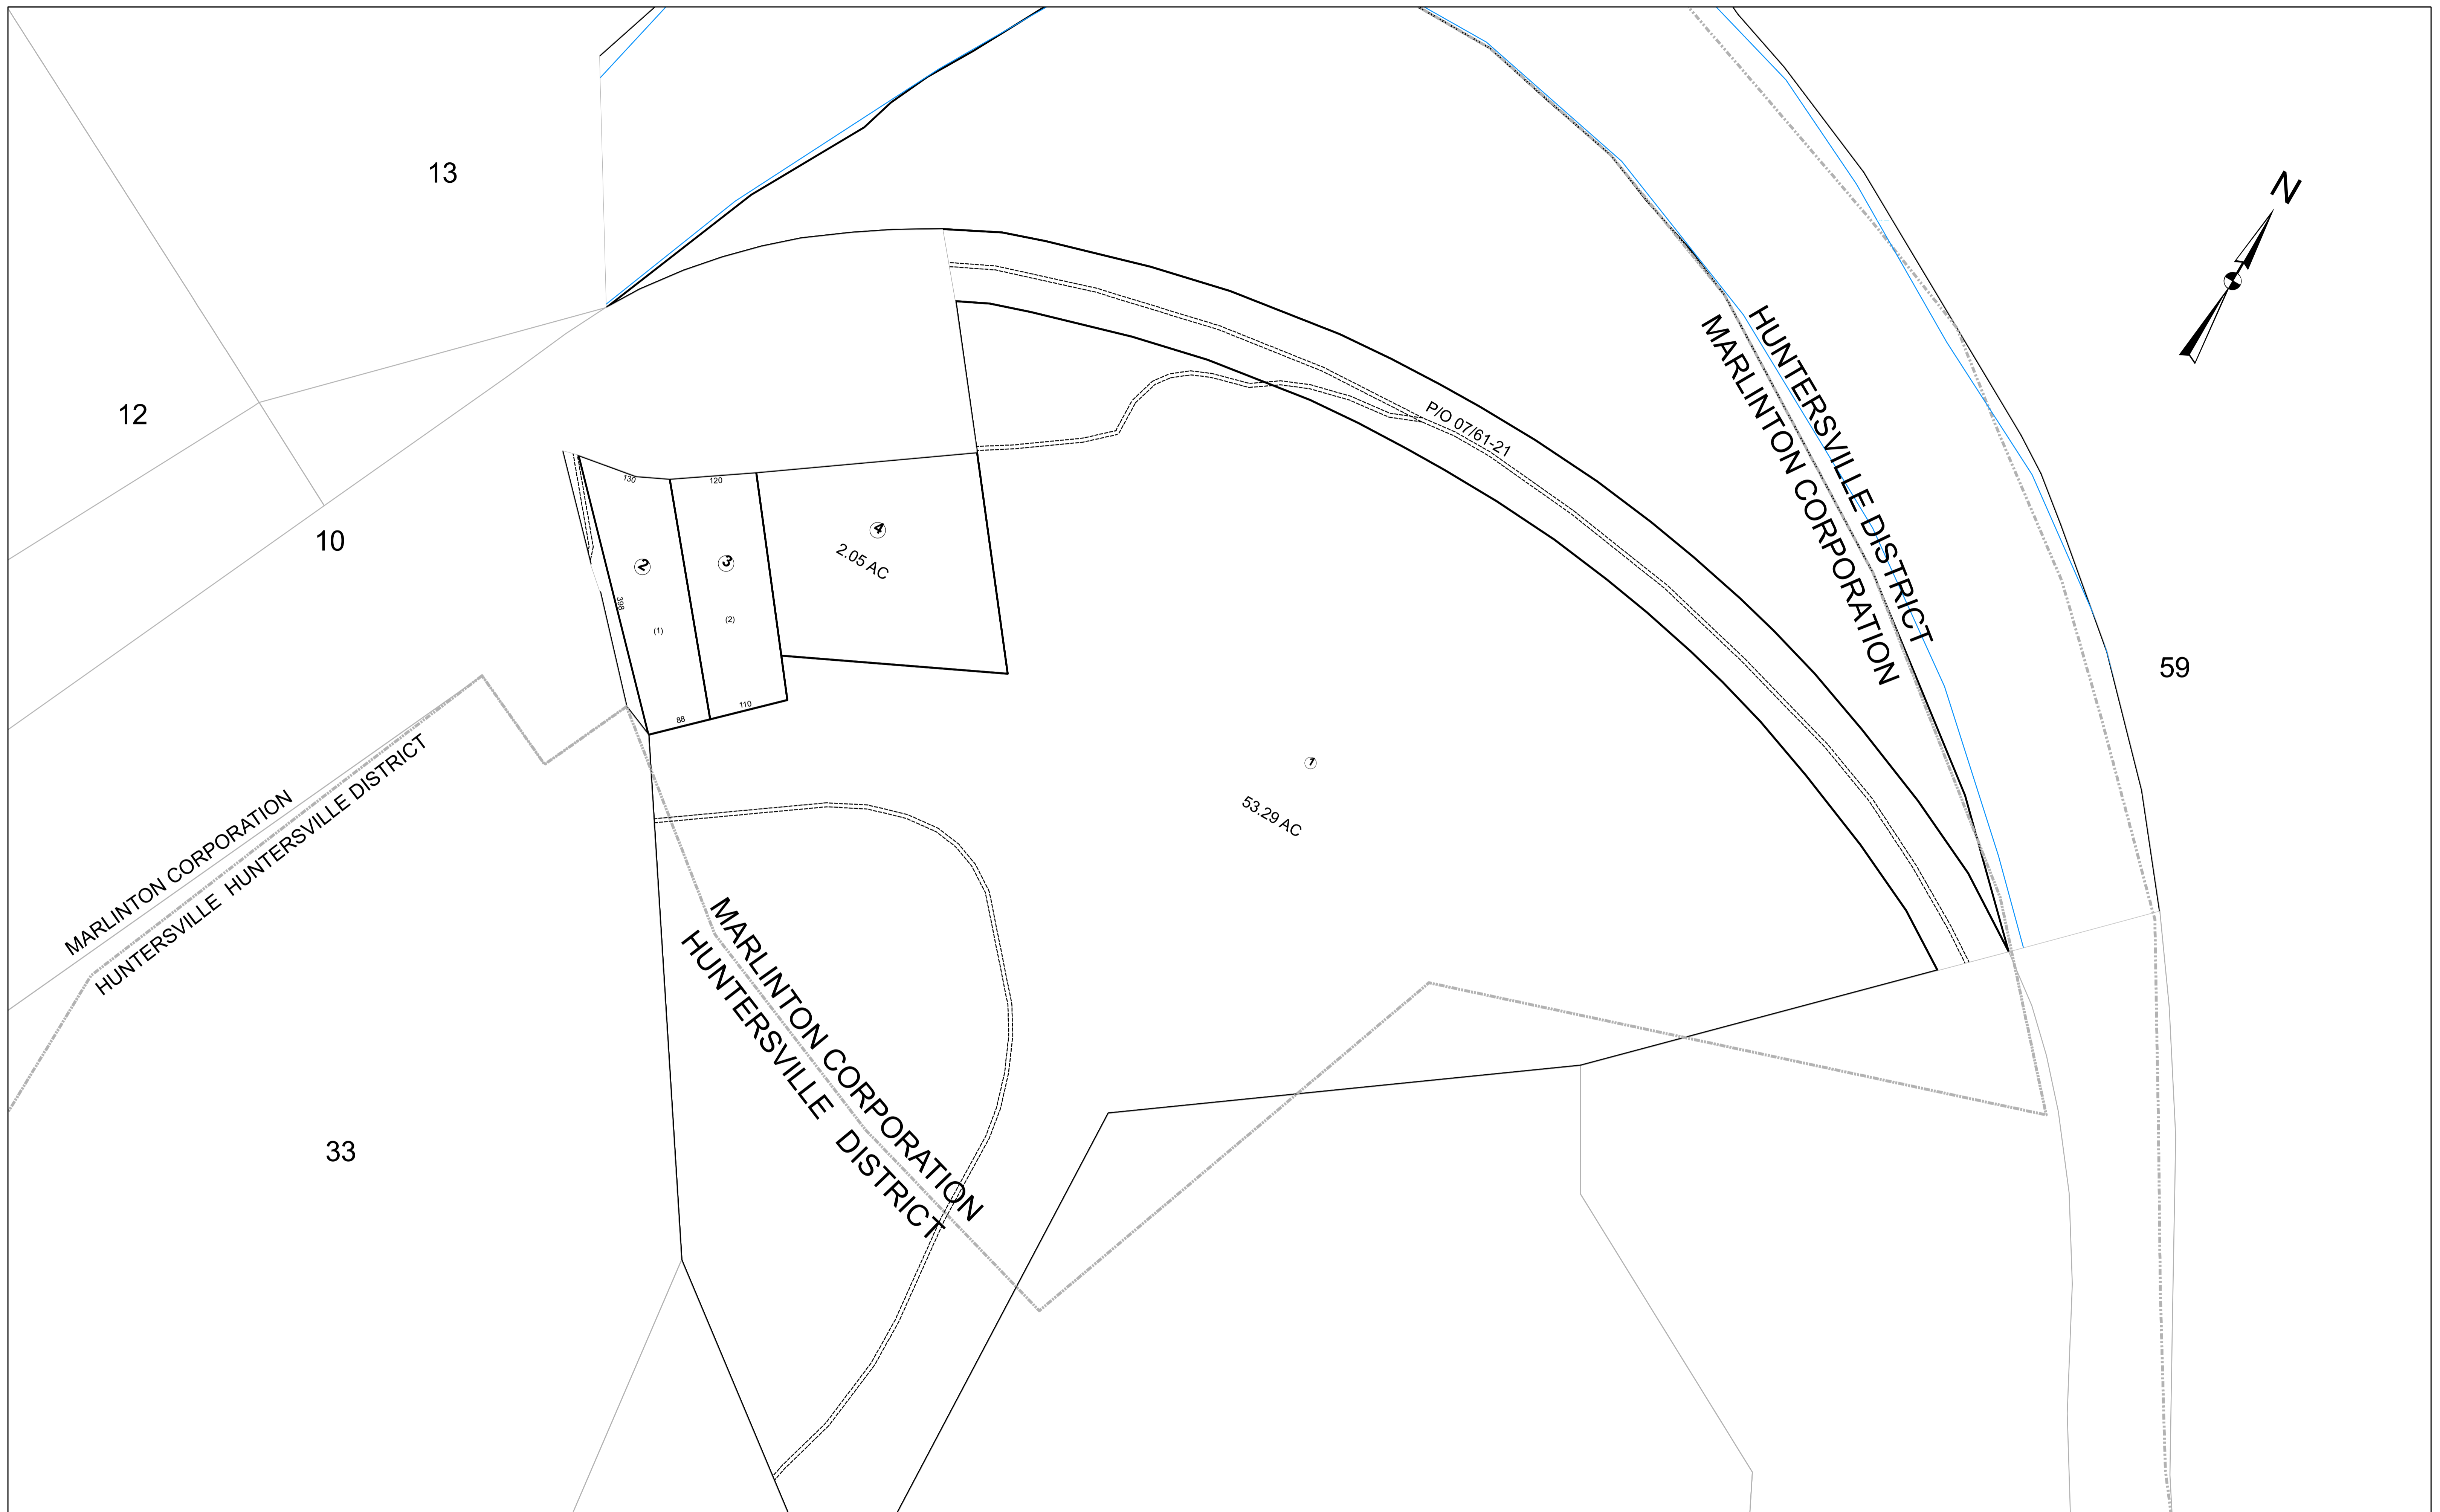 13
N
HUNTERSVILLE DISTRICT
MARLINTON CORPORATION
12
P/O 07/61-21
130
120
10
4
2.05 AC
2
3
398
(1)
(2)
59
88
110
1
53.29 AC
MARLINTON CORPORATION
HUNTERSVILLE HUNTERSVILLE DISTRICT
MARLINTON CORPORATION
HUNTERSVILLE DISTRICT
33